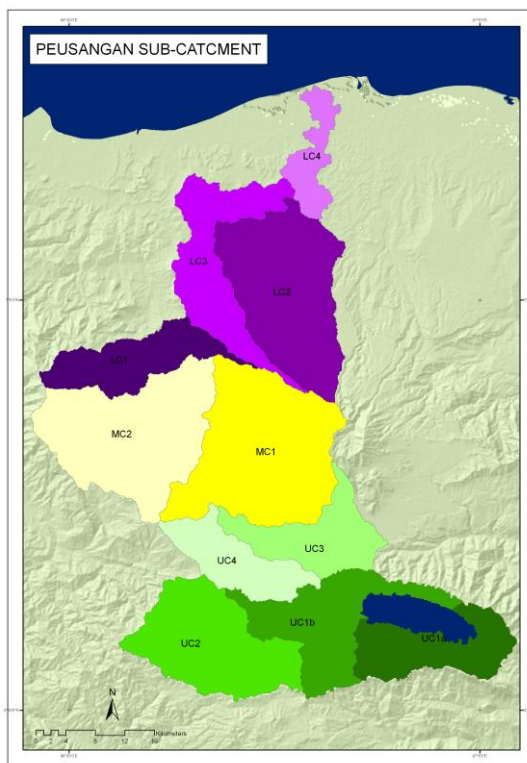 PEUSANGAN SUB-CATCMENT
LC4
LC3
LC2
LC1
MC2
MC1
UC3
UC4
UC1b
UC1a
UC2
N
Kilometers